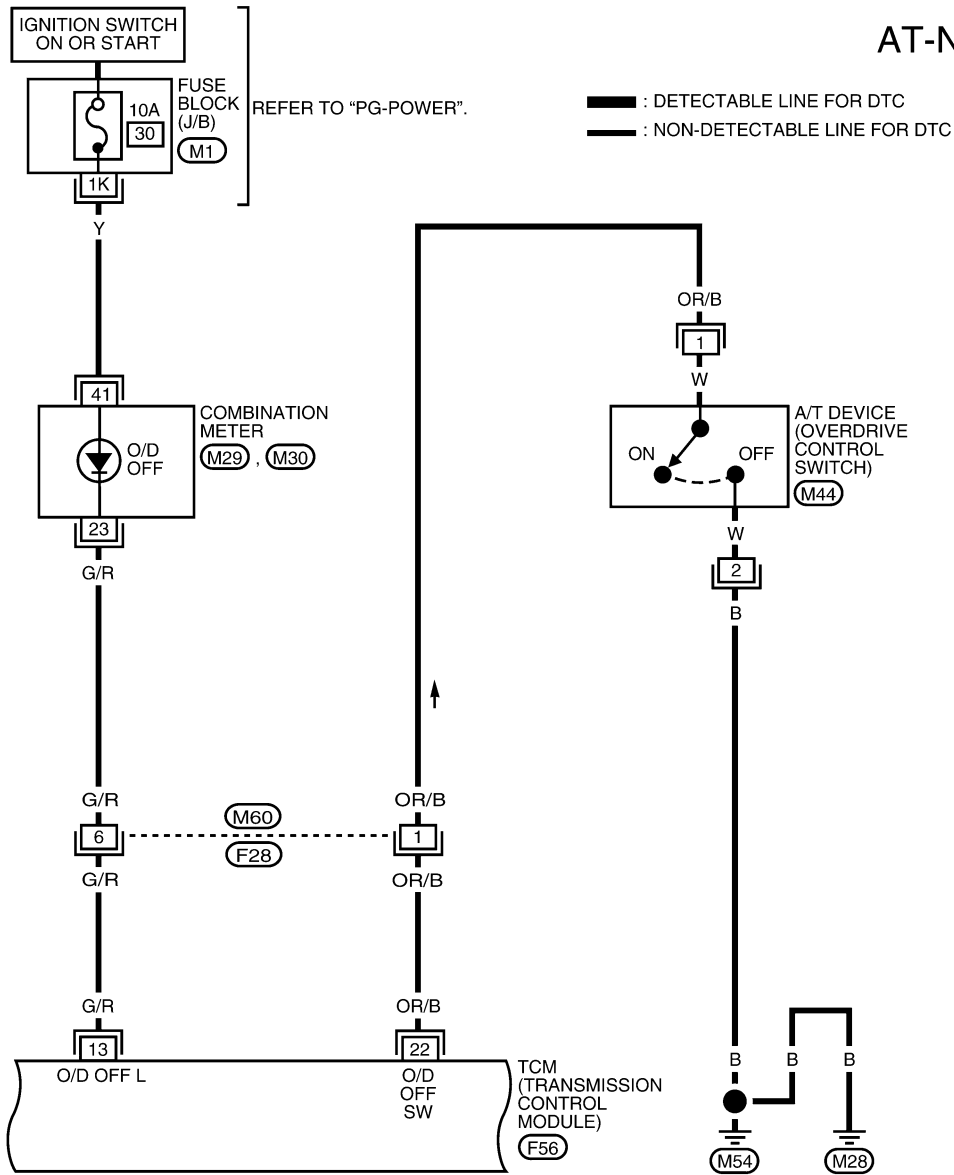 IGNITION SWITCH
ON OR START
AT-N
FUSE
BLOCK
(J/B)
10A
30
M1
REFER TO “PG-POWER”.
: DETECTABLE LINE FOR DTC
: NON-DETECTABLE LINE FOR DTC
1K
Y
OR/B
1
W
41
COMBINATION
METER
M29 , M30
O/D
OFF
A/T DEVICE
(OVERDRIVE
CONTROL
SWITCH)
M44
ON
OFF
23
G/R
W
2
B
G/R
OR/B
6
M60
F28
1
G/R
OR/B
G/R
OR/B
13
22
O/D OFF L
O/D
OFF
SW
TCM
(TRANSMISSION
CONTROL
MODULE)
F56
B
B
B
M54
M28